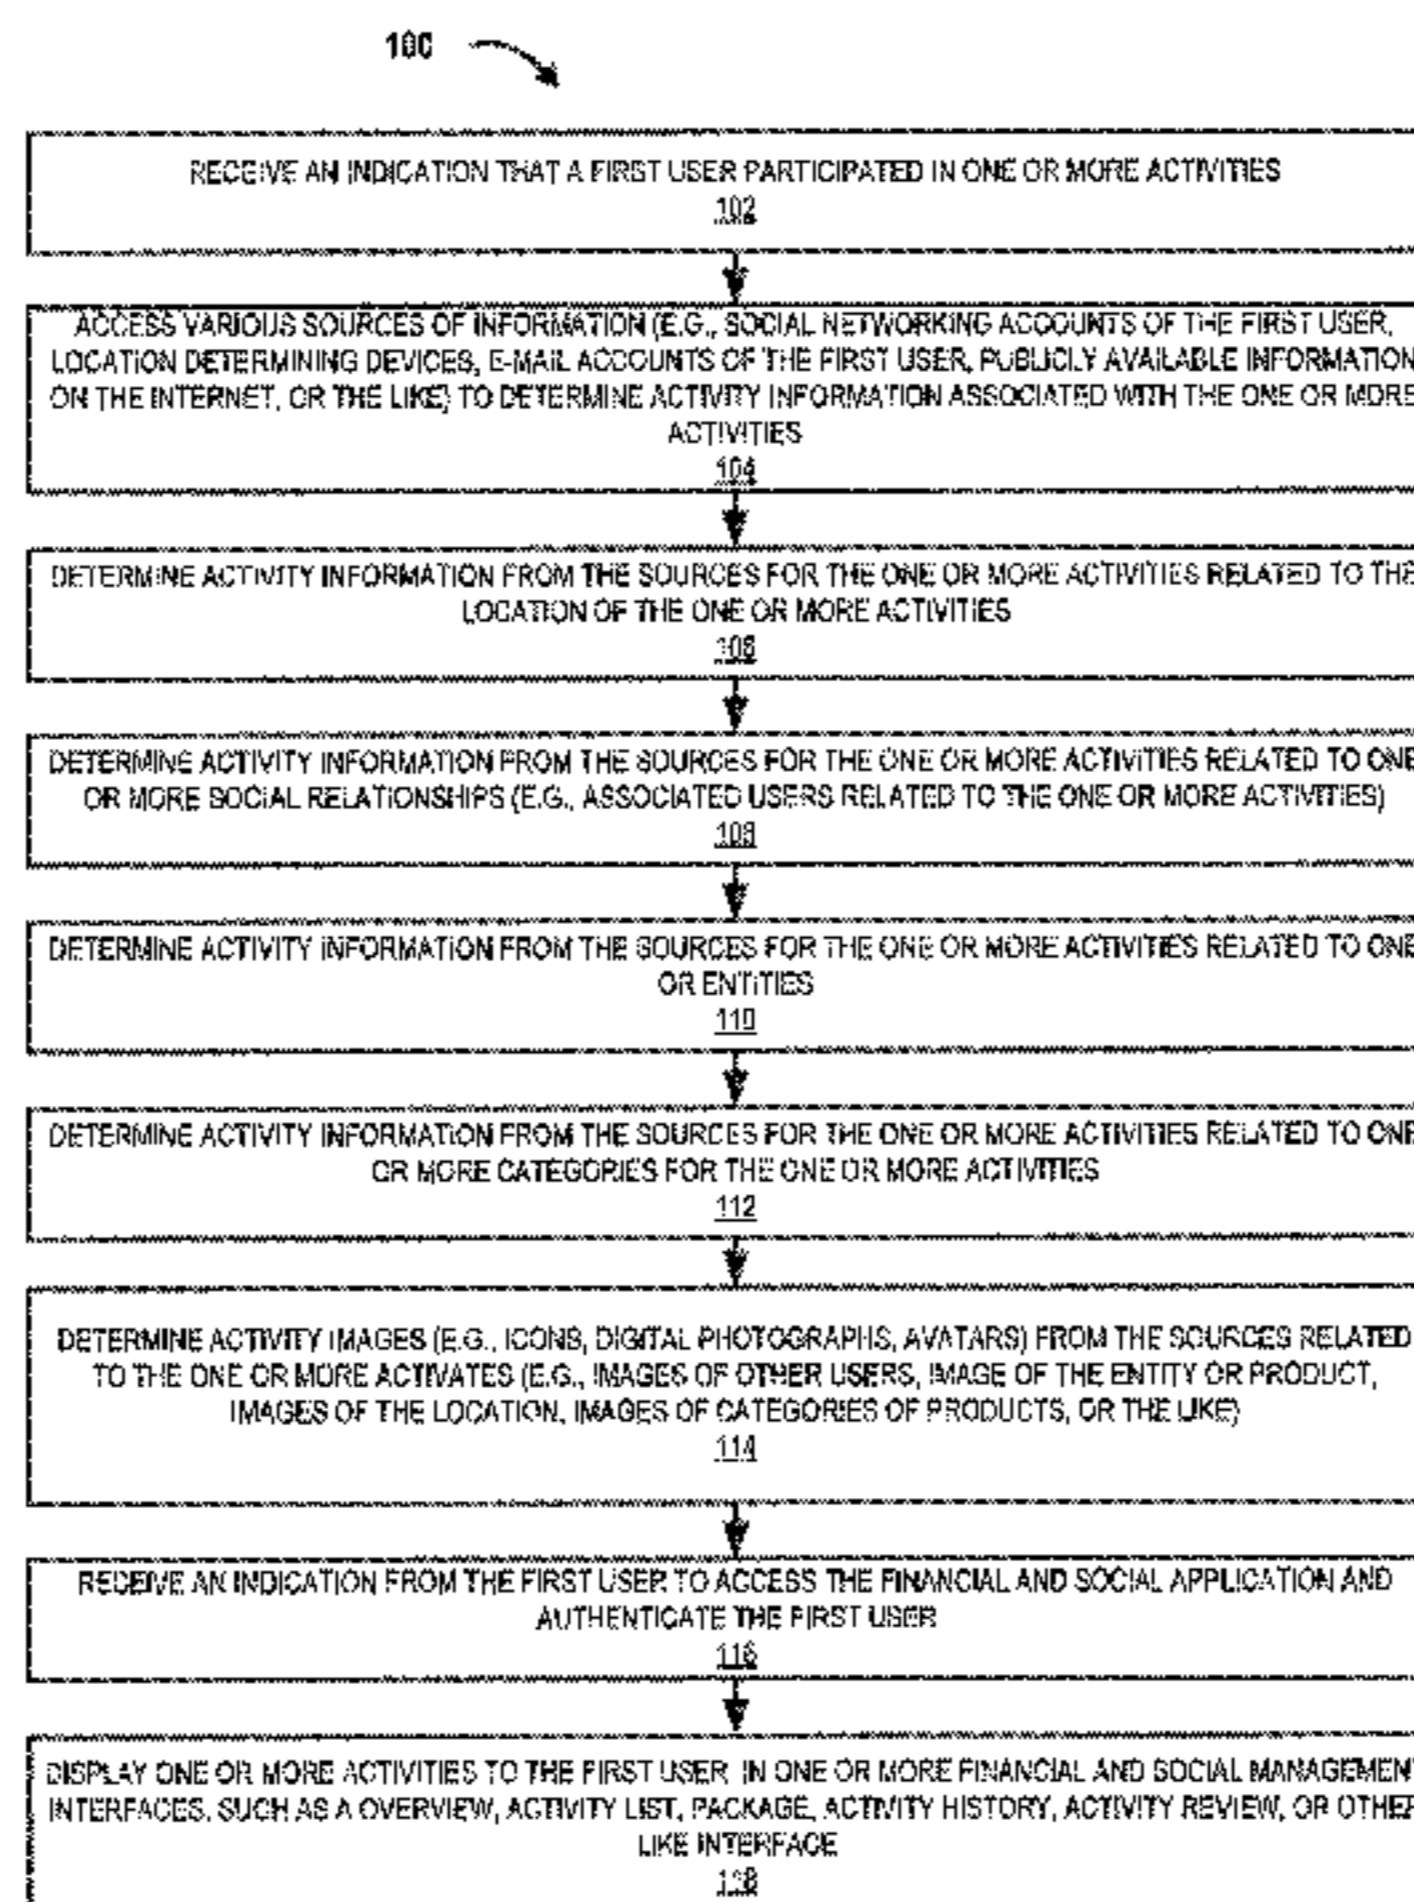 100
RECEIVE AN INDICATION THAT A FIRST USER PARTICIPATED IN ONE OR MORE ACTIVITIES
102
ACCESS VARIOUS SOURCES OF INFORMATION (E.G., SOCIAL NETWORKING ACCOUNTS OF THE FIRST USER,
LOCATION DETERMINING DEVICES, E-MAIL ACCOUNTS OF THE FIRST USER, PUBLICLY AVAILABLE INFORMATION
ON THE INTERNET, OR THE LIKE) TO DETERMINE ACTIVITY INFORMATION ASSOCIATED WITH THE ONE OR MORE
ACTIVITIES
104
DETERMINE ACTIVITY INFORMATION FROM THE SOURCES FOR THE ONE OR MORE ACTIVITIES RELATED TO THE
LOCATION OF THE ONE OR MORE ACTIVITIES
106
DETERMINE ACTIVITY INFORMATION FROM THE SOURCES FOR THE ONE OR MORE ACTIVITIES RELATED TO ONE
OR MORE SOCIAL RELATIONSHIPS (E.G., ASSOCIATED USERS RELATED TO THE ONE OR MORE ACTIVITIES)
108
DETERMINE ACTIVITY INFORMATION FROM THE SOURCES FOR THE ONE OR MORE ACTIVITIES RELATED TO ONE
OR ENTITIES
110
DETERMINE ACTIVITY INFORMATION FROM THE SOURCES FOR THE ONE OR MORE ACTIVITIES RELATED TO ONE
OR MORE CATEGORIES FOR THE ONE OR MORE ACTIVITIES
112
DETERMINE ACTIVITY IMAGES (E.G., ICONS, DIGITAL PHOTOGRAPHS, AVATARS) FROM THE SOURCES RELATED
TO THE ONE OR MORE ACTIVATES (E.G., IMAGES OF OTHER USERS, IMAGE OF THE ENTITY OR PRODUCT,
IMAGES OF THE LOCATION, IMAGES OF CATEGORIES OF PRODUCTS, OR THE LIKE)
114
RECEIVE AN INDICATION FROM THE FIRST USER TO ACCESS THE FINANCIAL AND SOCIAL APPLICATION AND
AUTHENTICATE THE FIRST USER
116
DISPLAY ONE OR MORE ACTIVITIES TO THE FIRST USER IN ONE OR MORE FINANCIAL AND SOCIAL MANAGEMENT
INTERFACES, SUCH AS A OVERVIEW, ACTIVITY LIST, PACKAGE, ACTIVITY HISTORY, ACTIVITY REVIEW, OR OTHER
LIKE INTERFACE
118